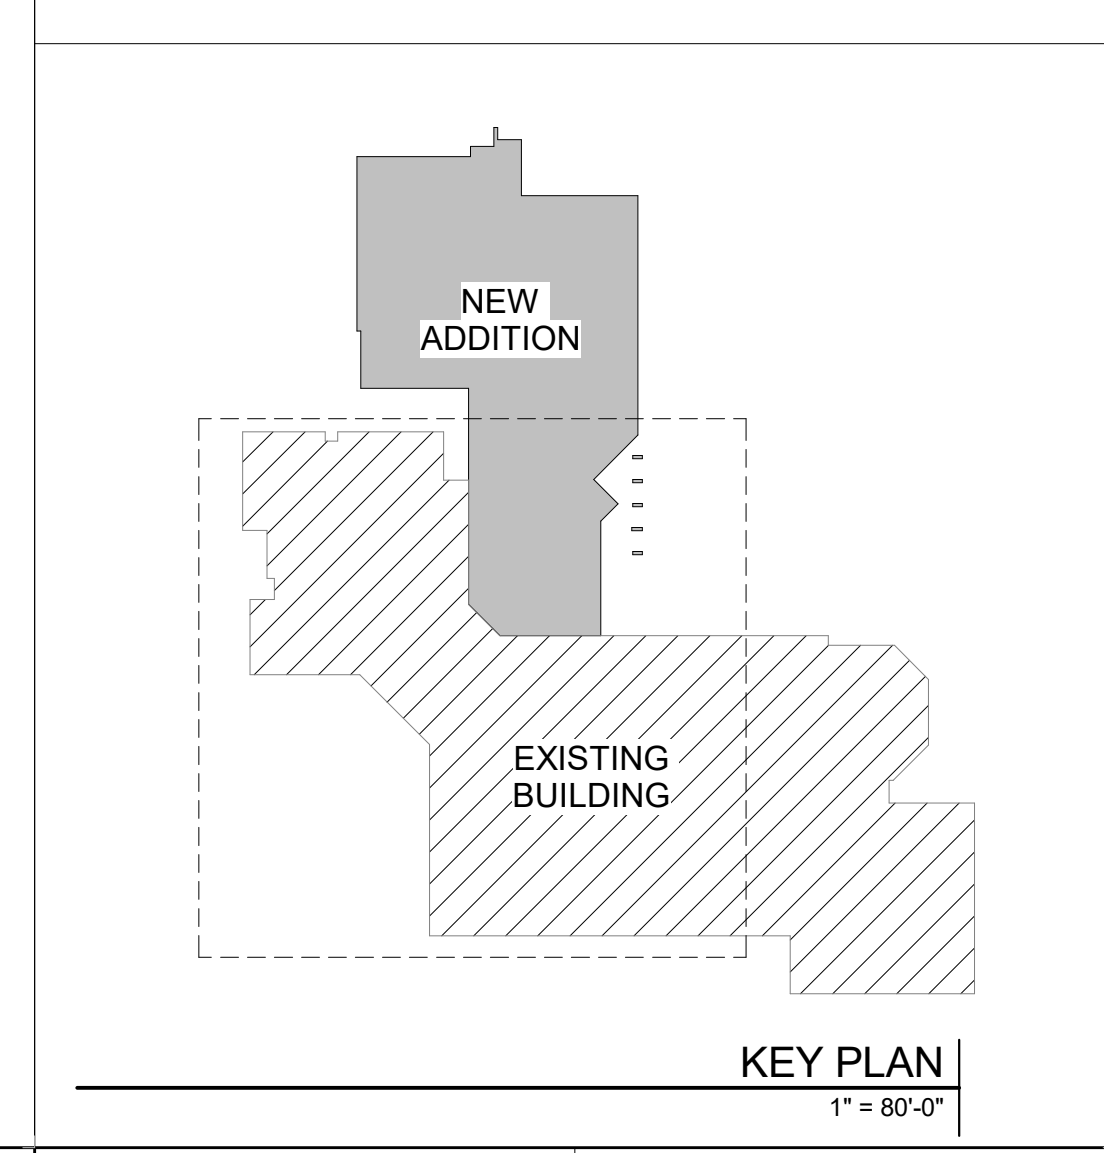 NEW
ADDITION
EXISTING
BUILDING
KEY PLAN
1" = 80'-0"